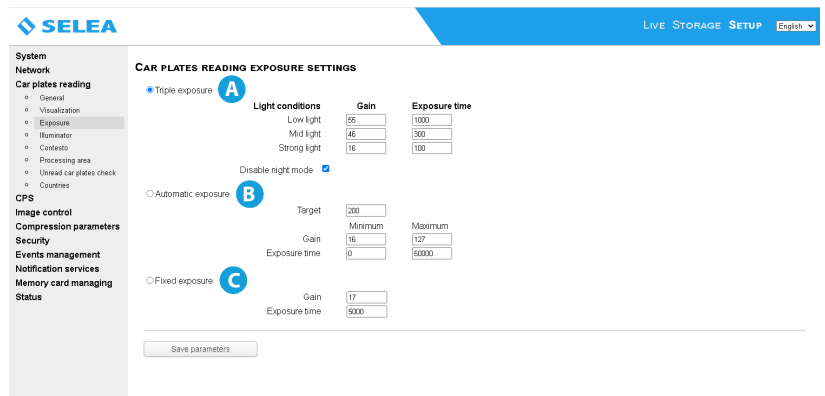 SELEA
LIVE STORAGE SETUP English
System
Network
Car plates reading
General
Visualization
Exposure
Illuminator
Contesto
Processing area
Unread car plates check
Countries
CPS
Image control
Compression parameters
Security
Events management
Notification services
Memory card managing
Status
CAR PLATES READING EXPOSURE SETTINGS
Triple exposure A
Light conditions Gain Exposure time
Low light 55 1000
Mid light 46 300
Strong light 16 100
Disable night mode
Automatic exposure B
Target 200
Minimum Maximum
Gain 16 127
Exposure time 0 50000
Fixed exposure C
Gain 17
Exposure time 5000
Save parameters